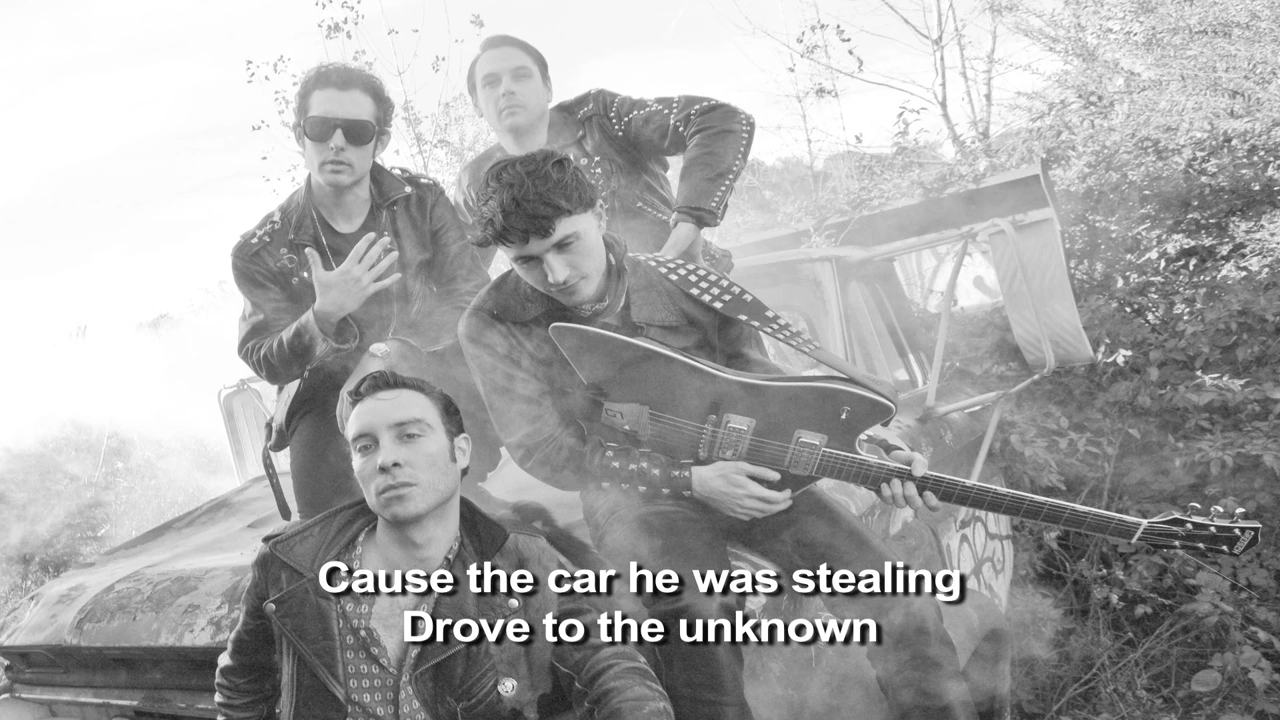 Cause the car he was stealing
Drove to the unknown